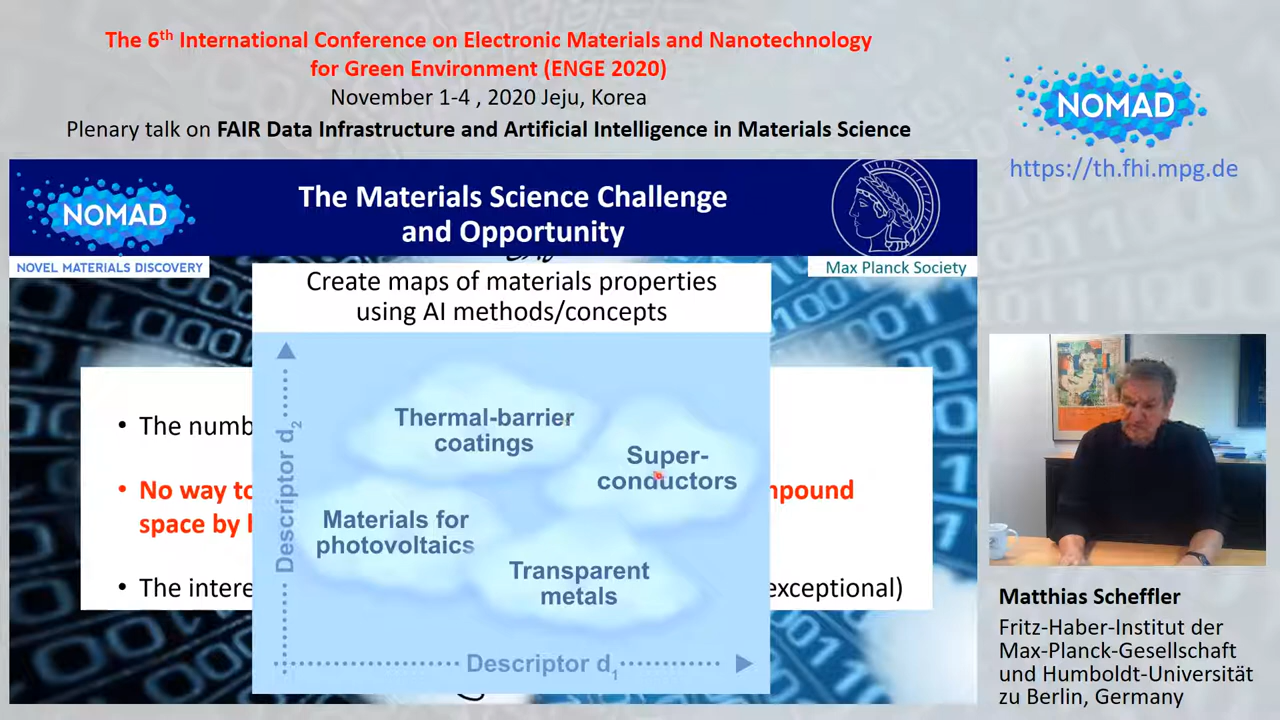 The 6th International Conference on Electronic Materials and Nanotechnology
for Green Environment (ENGE 2020)
November 1-4 , 2020 Jeju, Korea
Plenary talk on FAIR Data Infrastructure and Artificial Intelligence in Materials Science
NOMAD
https://th.fhi.mpg.de
NOMAD
NOVEL MATERIALS DISCOVERY
The Materials Science Challenge
and Opportunity
Max Planck Society
Create maps of materials properties
using AI methods/concepts
• The numb
• No way to
mpound
space by
• The intere
exceptional)
Descriptor d2
Thermal-barrier
coatings
Super-
conductors
Materials for
photovoltaics
Transparent
metals
Descriptor d1
Matthias Scheffler
Fritz-Haber-Institut der
Max-Planck-Gesellschaft
und Humboldt-Universität
zu Berlin, Germany